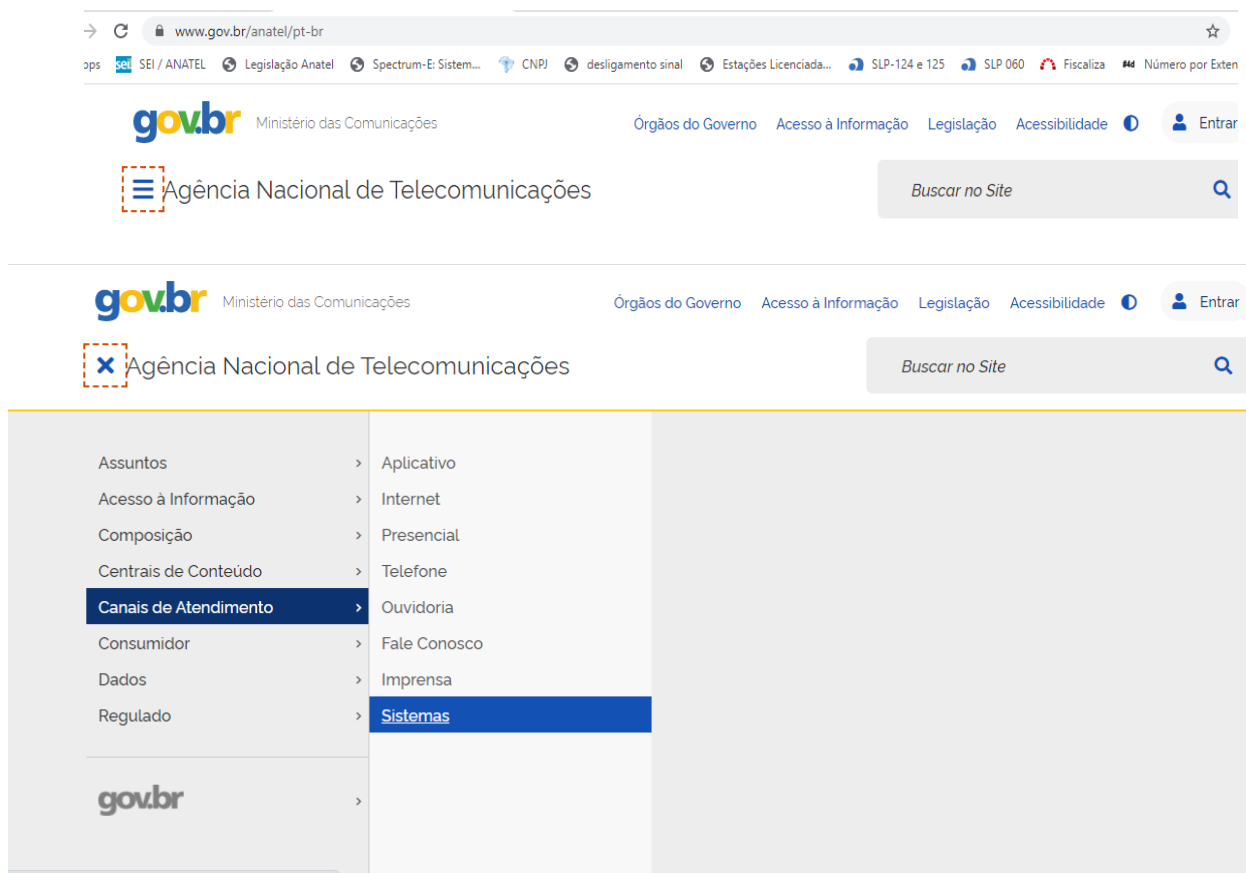 www.gov.br/anatel/pt-br
sei! SEI / ANATEL Legislação Anatel Spectrum-E: Sistem... CNPJ desligamento sinal Estações Licenciada... SLP-124 e 125 SLP 060 Fiscaliza Número por Exten
gov.br Ministério das Comunicações Órgãos do Governo Acesso à Informação Legislação Acessibilidade Entrar
Agência Nacional de Telecomunicações Buscar no Site
gov.br Ministério das Comunicações Órgãos do Governo Acesso à Informação Legislação Acessibilidade Entrar
Agência Nacional de Telecomunicações Buscar no Site
Assuntos Aplicativo
Acesso à Informação Internet
Composição Presencial
Centrais de Conteúdo Telefone
Canais de Atendimento Ouvidoria
Consumidor Fale Conosco
Dados Imprensa
Regulado Sistemas
gov.br